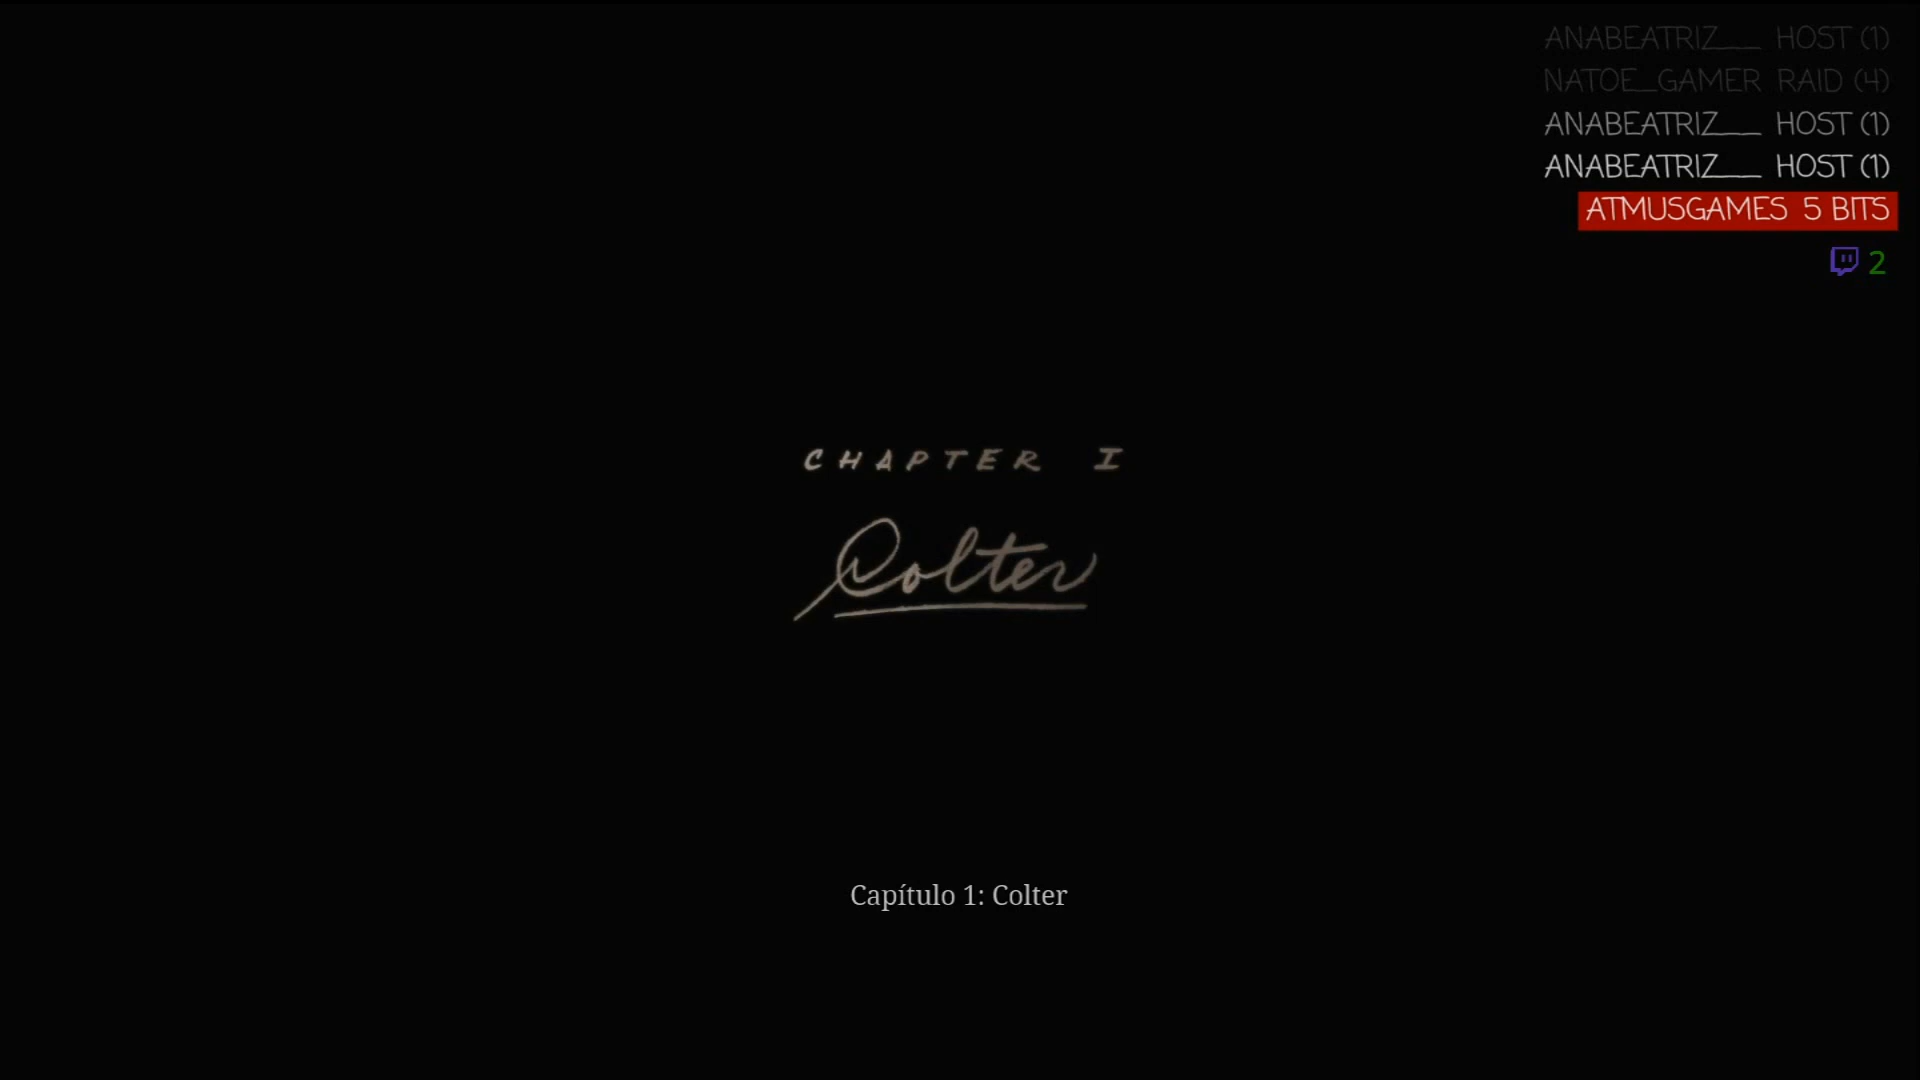 ANABEATRIZ___ HOST (1)
NATOE_GAMER RAID (4)
ANABEATRIZ___ HOST (1)
ANABEATRIZ___ HOST (1)
ATMUSGAMES 5 BITS
2
CHAPTER I
Colter
Capítulo 1: Colter